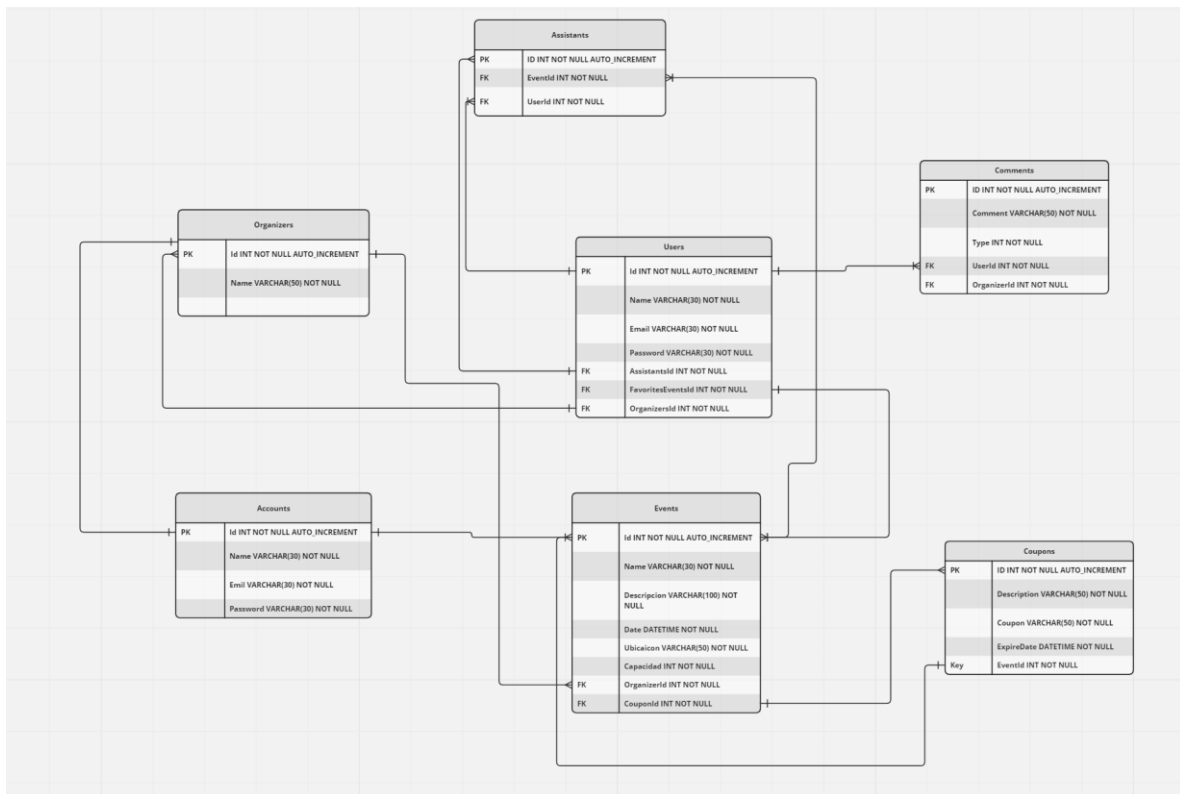 Assistants
PK ID INT NOT NULL AUTO_INCREMENT
FK EventId INT NOT NULL
FK UserId INT NOT NULL
Comments
PK ID INT NOT NULL AUTO_INCREMENT
Comment VARCHAR(50) NOT NULL
Type INT NOT NULL
FK UserId INT NOT NULL
FK OrganizerId INT NOT NULL
Organizers
PK Id INT NOT NULL AUTO_INCREMENT
Name VARCHAR(50) NOT NULL
Users
PK Id INT NOT NULL AUTO_INCREMENT
Name VARCHAR(30) NOT NULL
Email VARCHAR(30) NOT NULL
Password VARCHAR(30) NOT NULL
FK AssistantsId INT NOT NULL
FK FavoritesEventsId INT NOT NULL
FK OrganizersId INT NOT NULL
Accounts
PK Id INT NOT NULL AUTO_INCREMENT
Name VARCHAR(30) NOT NULL
Emil VARCHAR(30) NOT NULL
Password VARCHAR(30) NOT NULL
Events
PK Id INT NOT NULL AUTO_INCREMENT
Name VARCHAR(30) NOT NULL
Descripcion VARCHAR(100) NOT
NULL
Date DATETIME NOT NULL
Ubicaicon VARCHAR(50) NOT NULL
Capacidad INT NOT NULL
FK OrganizerId INT NOT NULL
FK CouponId INT NOT NULL
Coupons
PK ID INT NOT NULL AUTO_INCREMENT
Description VARCHAR(50) NOT NULL
Coupon VARCHAR(50) NOT NULL
ExpireDate DATETIME NOT NULL
Key EventId INT NOT NULL